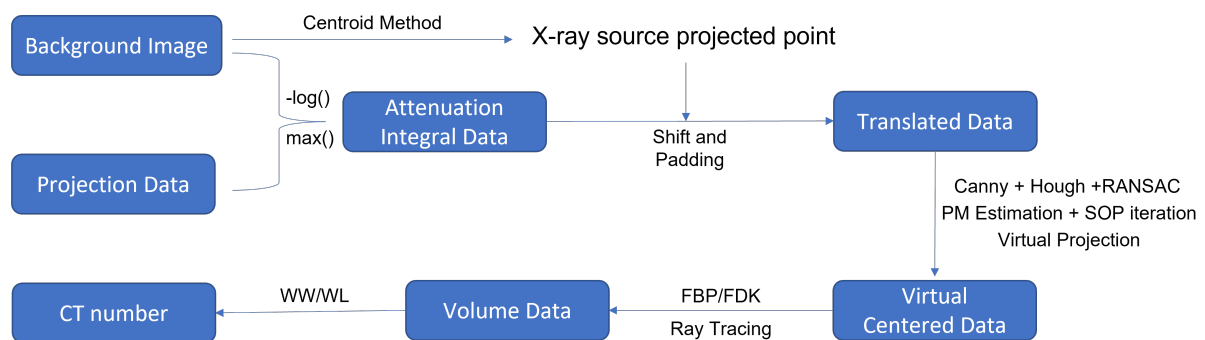 Background Image
Centroid Method
X-ray source projected point
-log()
max()
Projection Data
Attenuation
Integral Data
Shift and
Padding
Translated Data
Canny + Hough +RANSAC
PM Estimation + SOP iteration
Virtual Projection
Virtual
Centered Data
FBP/FDK
Ray Tracing
Volume Data
WW/WL
CT number